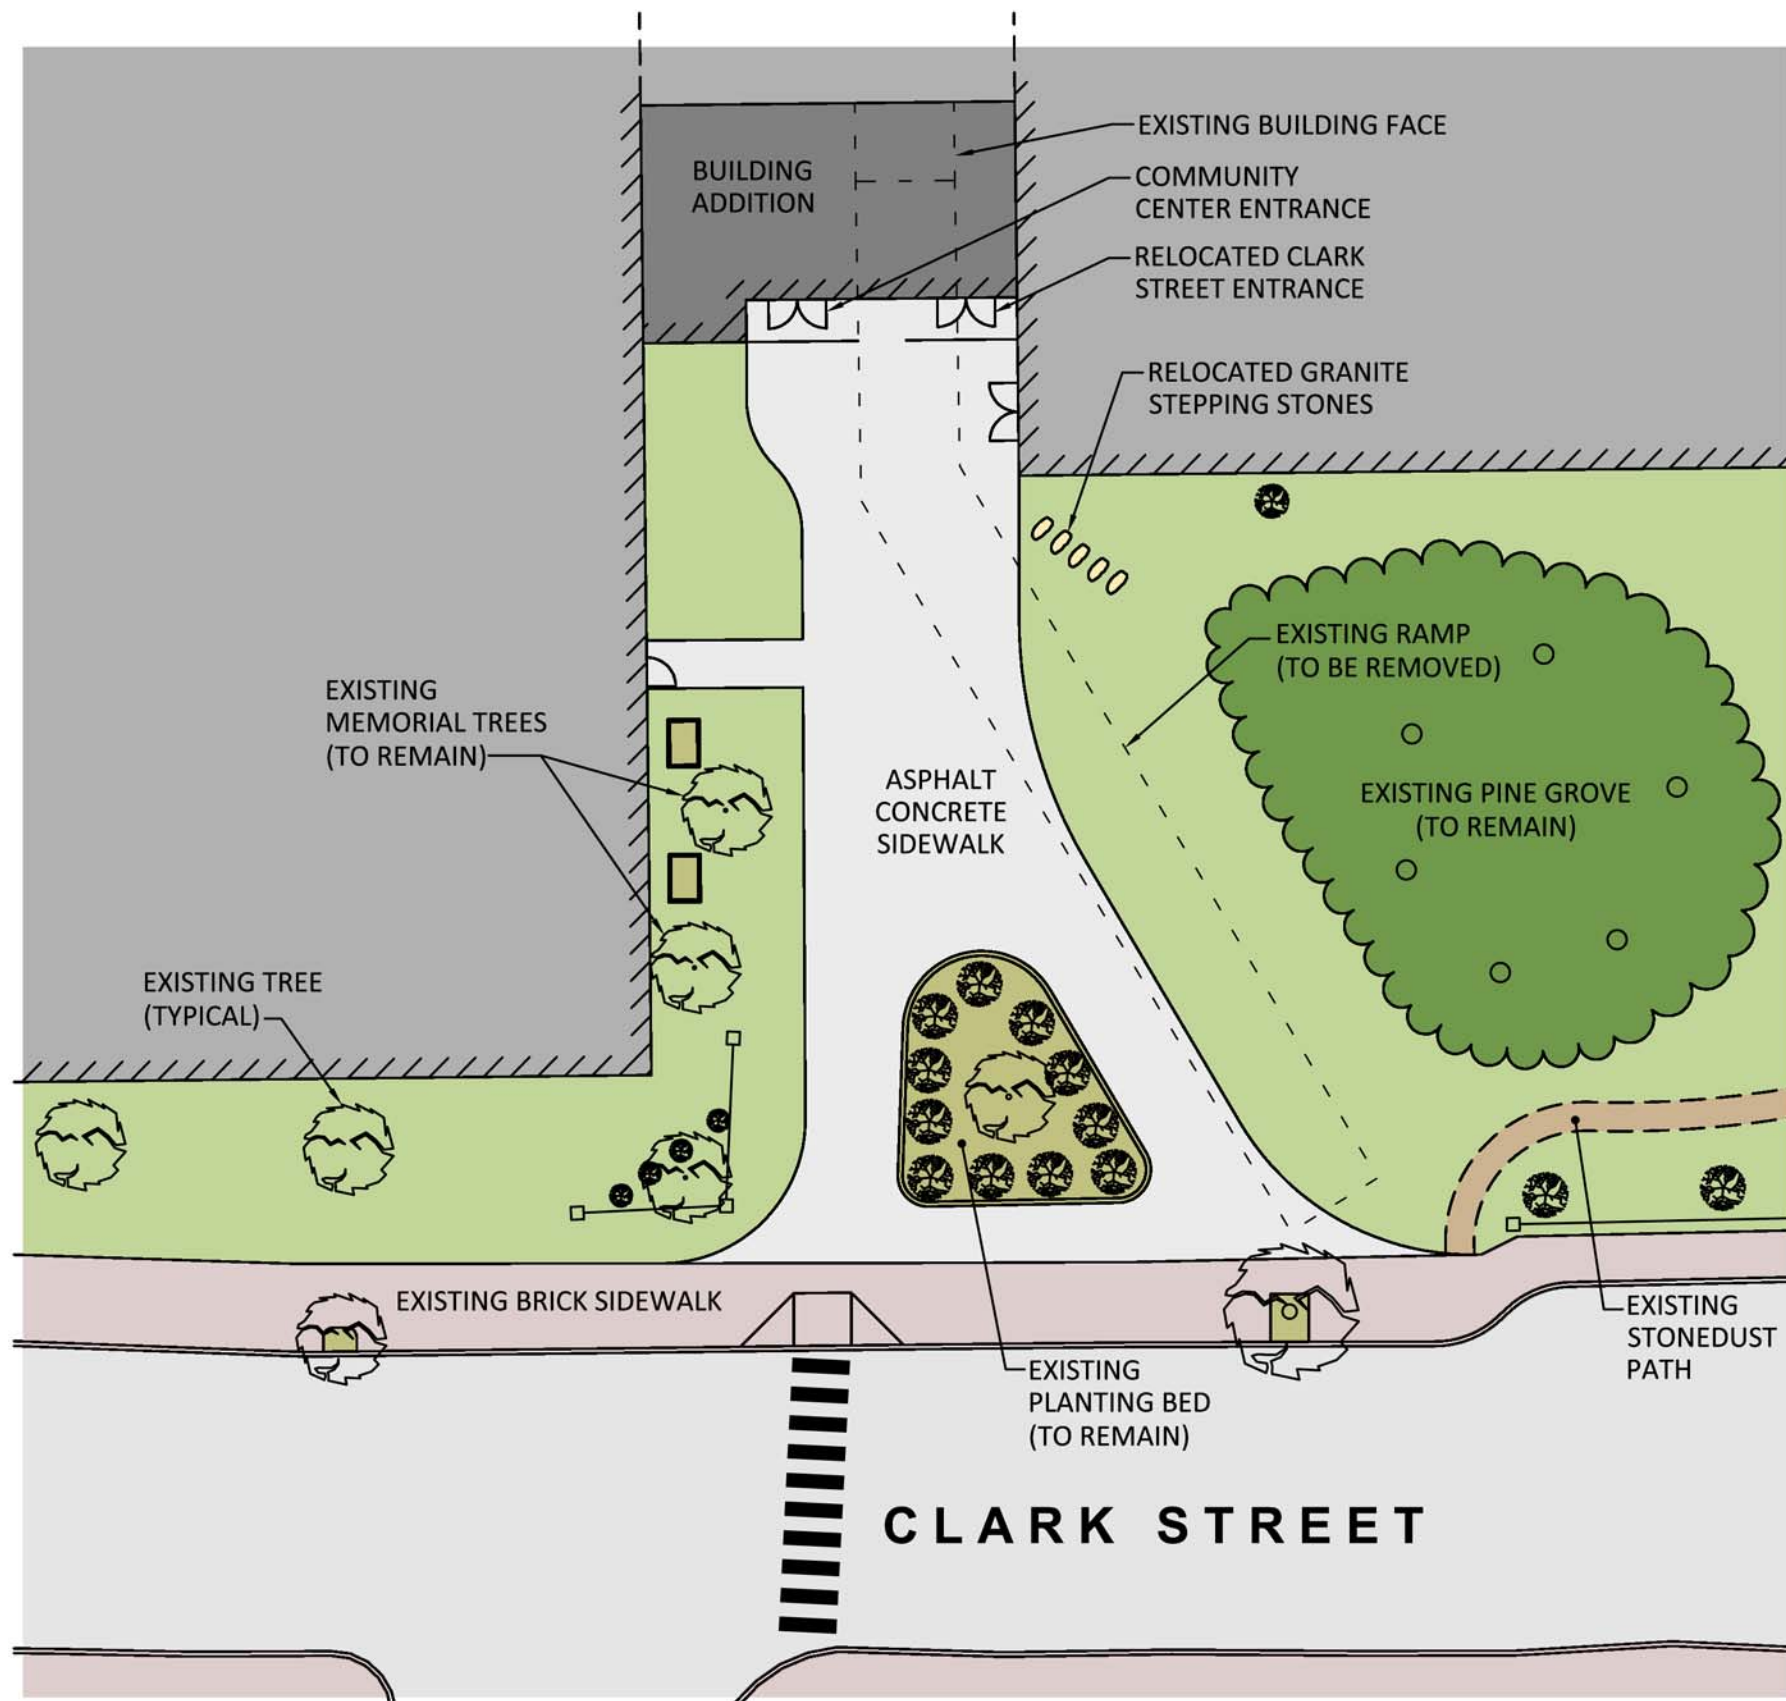 EXISTING BUILDING FACE
BUILDING
ADDITION
COMMUNITY
CENTER ENTRANCE
RELOCATED CLARK
STREET ENTRANCE
RELOCATED GRANITE
STEPPING STONES
EXISTING RAMP
(TO BE REMOVED)
EXISTING
MEMORIAL TREES
(TO REMAIN)
ASPHALT
CONCRETE
SIDEWALK
EXISTING PINE GROVE
(TO REMAIN)
EXISTING TREE
(TYPICAL)
EXISTING BRICK SIDEWALK
EXISTING
STONEDUST
PATH
EXISTING
PLANTING BED
(TO REMAIN)
CLARK STREET